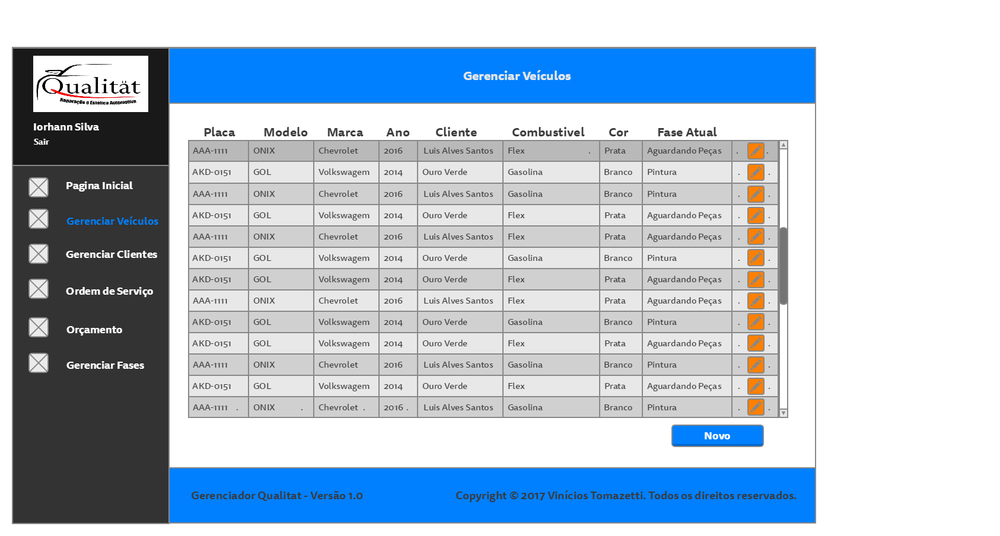 Qualität
Reparação e Estética Automotiva
Iorhann Silva
Sair
Pagina Inicial
Gerenciar Veículos
Gerenciar Clientes
Ordem de Serviço
Orçamento
Gerenciar Fases
Gerenciar Veículos
Placa Modelo Marca Ano Cliente Combustivel Cor Fase Atual
AAA-1111 ONIX Chevrolet 2016 Luis Alves Santos Flex . Prata Aguardando Peças . .
AKD-0151 GOL Volkswagem 2014 Ouro Verde Gasolina Branco Pintura . .
AAA-1111 ONIX Chevrolet 2016 Luis Alves Santos Gasolina Branco Pintura . .
AKD-0151 GOL Volkswagem 2014 Ouro Verde Flex Prata Aguardando Peças . .
AAA-1111 ONIX Chevrolet 2016 Luis Alves Santos Flex Prata Aguardando Peças . .
AKD-0151 GOL Volkswagem 2014 Ouro Verde Gasolina Branco Pintura . .
AKD-0151 GOL Volkswagem 2014 Ouro Verde Flex Prata Aguardando Peças . .
AAA-1111 ONIX Chevrolet 2016 Luis Alves Santos Flex Prata Aguardando Peças . .
AKD-0151 GOL Volkswagem 2014 Ouro Verde Gasolina Branco Pintura . .
AKD-0151 GOL Volkswagem 2014 Ouro Verde Flex Prata Aguardando Peças . .
AAA-1111 ONIX Chevrolet 2016 Luis Alves Santos Gasolina Branco Pintura . .
AKD-0151 GOL Volkswagem 2014 Ouro Verde Flex Prata Aguardando Peças . .
AAA-1111 . ONIX . Chevrolet . 2016 . Luis Alves Santos Gasolina Branco Pintura . .
Novo
Gerenciador Qualitat - Versão 1.0 Copyright © 2017 Vinícios Tomazetti. Todos os direitos reservados.